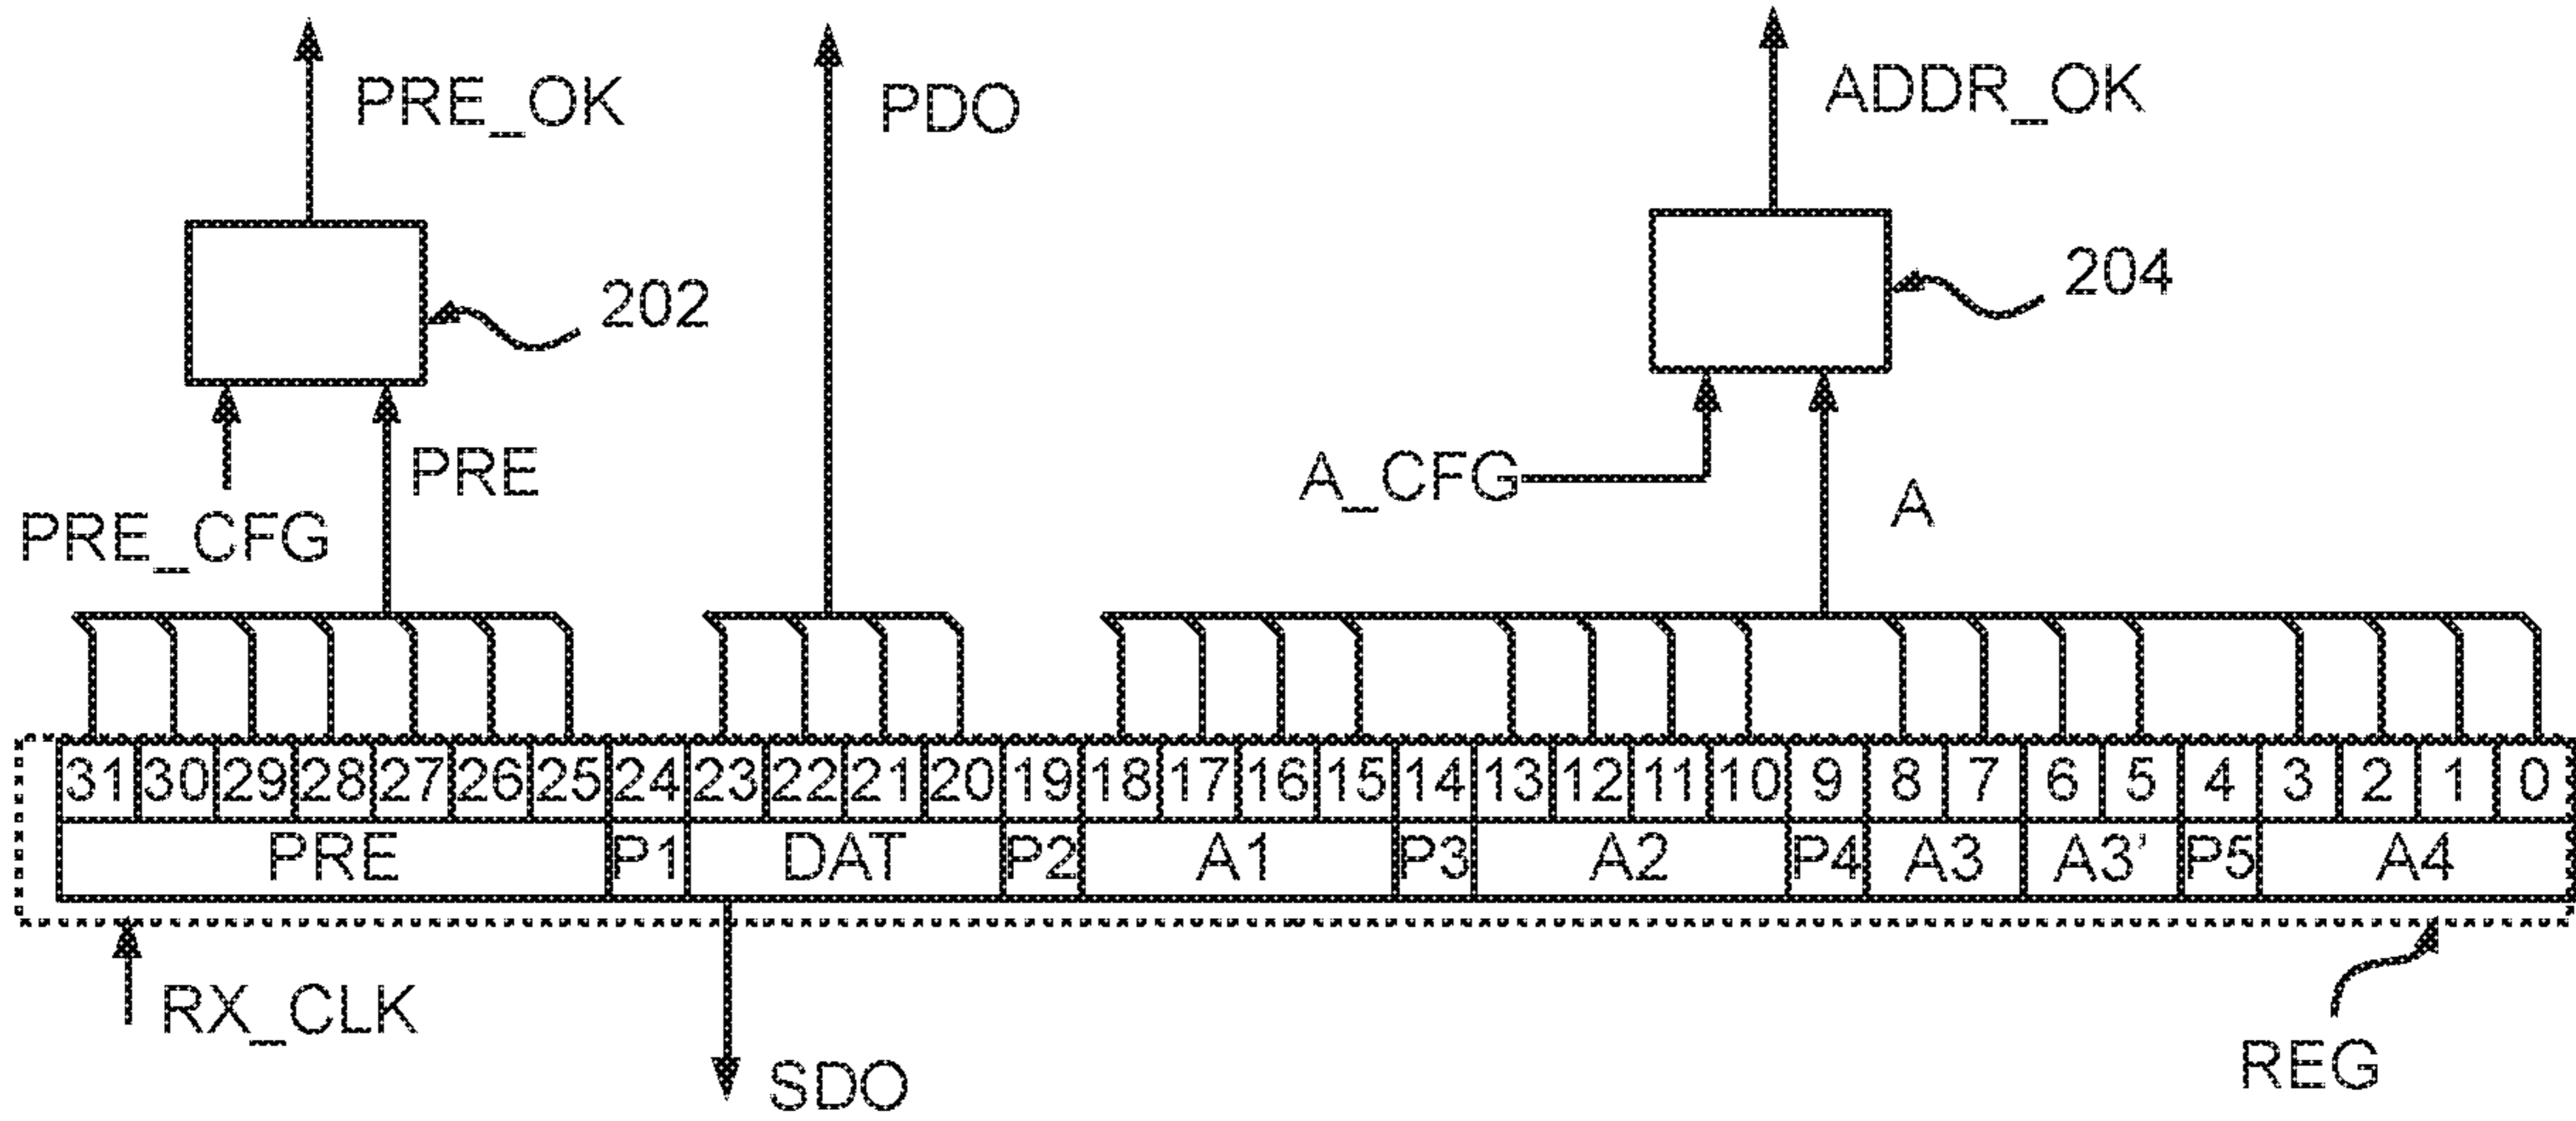 PRE_OK PDO ADDR_OK
202 204
PRE A_CFG A
PRE_CFG
31 30 29 28 27 26 25 24 23 22 21 20 19 18 17 16 15 14 13 12 11 10 9 8 7 6 5 4 3 2 1 0
PRE P1 DAT P2 A1 P3 A2 P4 A3 A3' P5 A4
RX_CLK
SDO REG